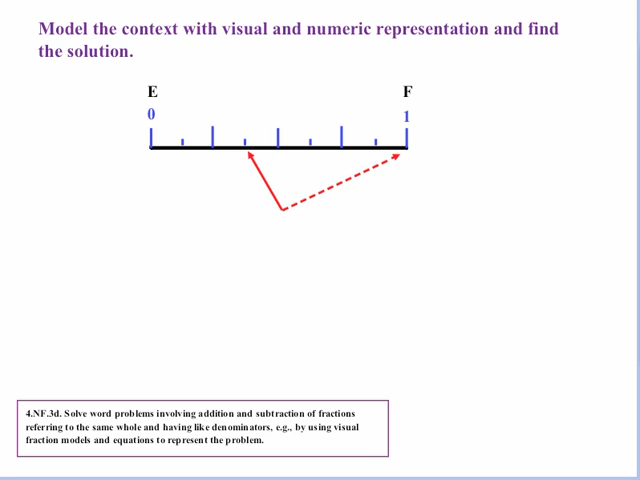 Model the context with visual and numeric representation and find
the solution.
E F
0 1
4.NF.3d. Solve word problems involving addition and subtraction of fractions
referring to the same whole and having like denominators, e.g., by using visual
fraction models and equations to represent the problem.